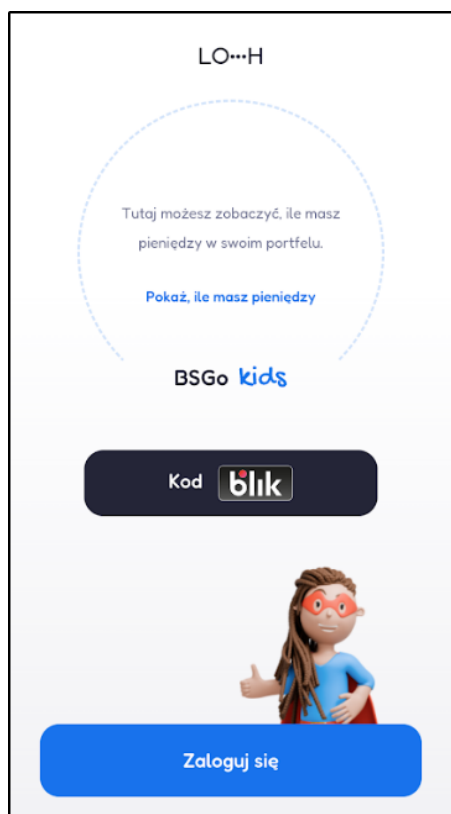 LO•••H
Tutaj możesz zobaczyć, ile masz
pieniędzy w swoim portfelu.
Pokaż, ile masz pieniędzy
BSGo kids
Kod blik
Zaloguj się